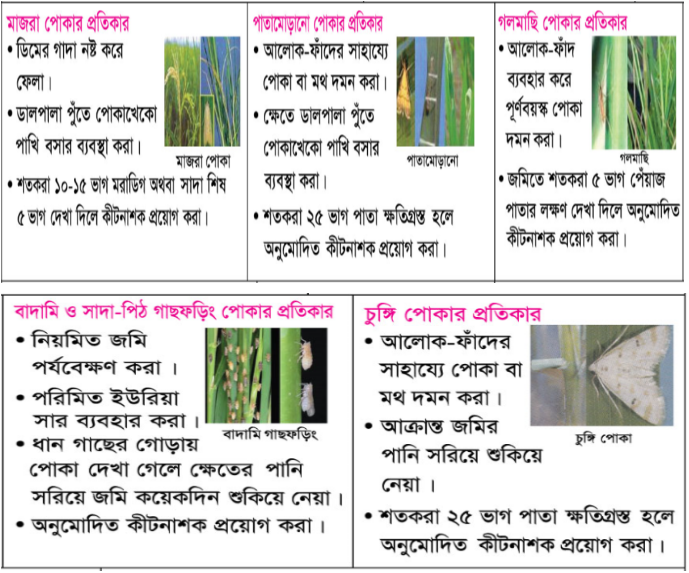 মাজরা পোকার প্রতিকার
• ডিমের গাদা নষ্ট করে
ফেলা।
• ডালপালা পুঁতে পোকাখেকো
পাখি বসার ব্যবস্থা করা।
মাজরা পোকা
• শতকরা ১০-১৫ ভাগ মরাডিগ অথবা সাদা শিষ
৫ ভাগ দেখা দিলে কীটনাশক প্রয়োগ করা।
পাতামোড়ানো পোকার প্রতিকার
• আলোক-ফাঁদের সাহায্যে
পোকা বা মথ দমন করা।
• ক্ষেতে ডালপালা পুঁতে
পোকাখেকো পাখি বসার
ব্যবস্থা করা।
পাতামোড়ানো
• শতকরা ২৫ ভাগ পাতা ক্ষতিগ্রস্ত হলে
অনুমোদিত কীটনাশক প্রয়োগ করা।
গলমাছি পোকার প্রতিকার
• আলোক-ফাঁদ
ব্যবহার করে
পূর্ণবয়স্ক পোকা
দমন করা।
গলমাছি
• জমিতে শতকরা ৫ ভাগ পেঁয়াজ
পাতার লক্ষণ দেখা দিলে অনুমোদিত
কীটনাশক প্রয়োগ করা।
বাদামি ও সাদা-পিঠ গাছফড়িং পোকার প্রতিকার
• নিয়মিত জমি
পর্যবেক্ষণ করা ।
• পরিমিত ইউরিয়া
সার ব্যবহার করা।
বাদামি গাছফড়িং
• ধান গাছের গোড়ায়
পোকা দেখা গেলে ক্ষেতের পানি
সরিয়ে জমি কয়েকদিন শুকিয়ে নেয়া।
• অনুমোদিত কীটনাশক প্রয়োগ করা।
চুঙ্গি পোকার প্রতিকার
• আলোক-ফাঁদের
সাহায্যে পোকা বা
মথ দমন করা।
• আক্রান্ত জমির
পানি সরিয়ে শুকিয়ে
নেয়া ।
চুঙ্গি পোকা
• শতকরা ২৫ ভাগ পাতা ক্ষতিগ্রস্ত হলে
অনুমোদিত কীটনাশক প্রয়োগ করা।